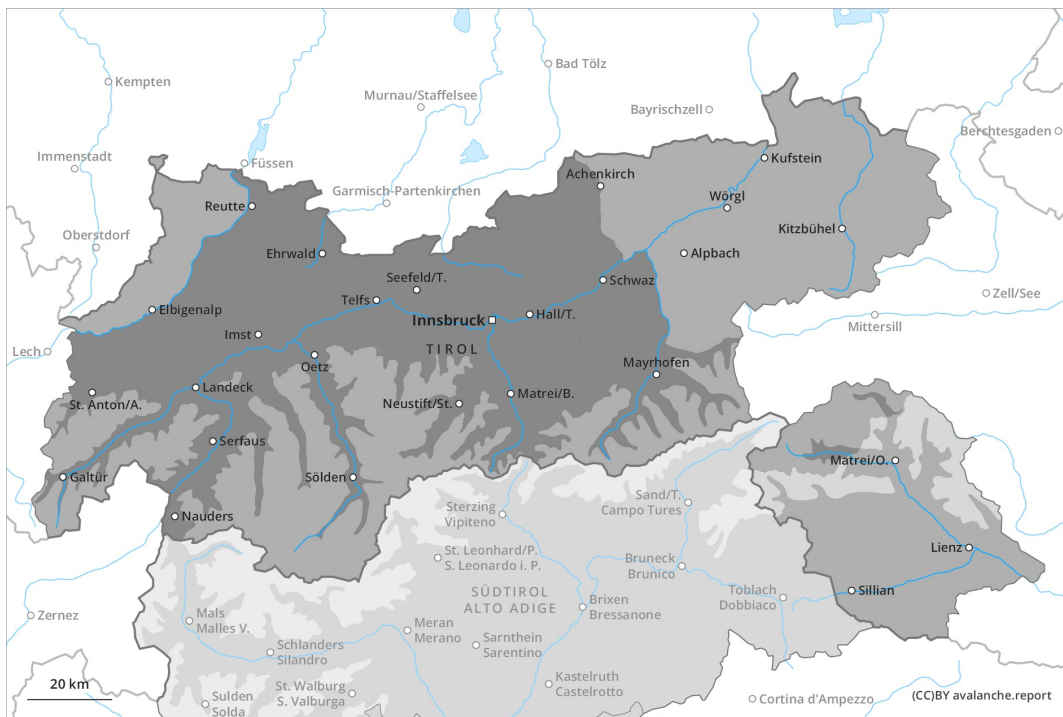 Kempten
Bad Tölz
Murnau/Staffelsee
Bayrischzell
Berchtesgaden
Immenstadt
Füssen
Kufstein
Achenkirch
Garmisch-Partenkirchen
Reutte
Wörgl
Oberstdorf
Kitzbühel
Ehrwald
Alpbach
Seefeld/T.
Schwaz
Zell/See
Telfs
Elbigenalp
Innsbruck
Hall/T.
Mittersill
Imst
TIROL
Lech
Oetz
Mayrhofen
Landeck
Matrei/B.
St. Anton/A.
Neustift/St.
Serfaus
Matrei/O.
Galtür
Sölden
Sand/T.
Campo Tures
Sterzing
Vipiteno
Nauders
Lienz
St. Leonhard/P.
S. Leonardo i. P.
Bruneck
Brunico
Sillian
SÜDTIROL
ALTO ADIGE
Toblach
Dobbiaco
Brixen
Bressanone
Zernez
Mals
Malles V.
Meran
Merano
Sarnthein
Sarentino
Schlanders
Silandro
Kastelruth
Castelrotto
20 km
St. Walburg
S. Valburga
Sulden
Solda
Cortina d'Ampezzo
(CC)BY avalanche.report